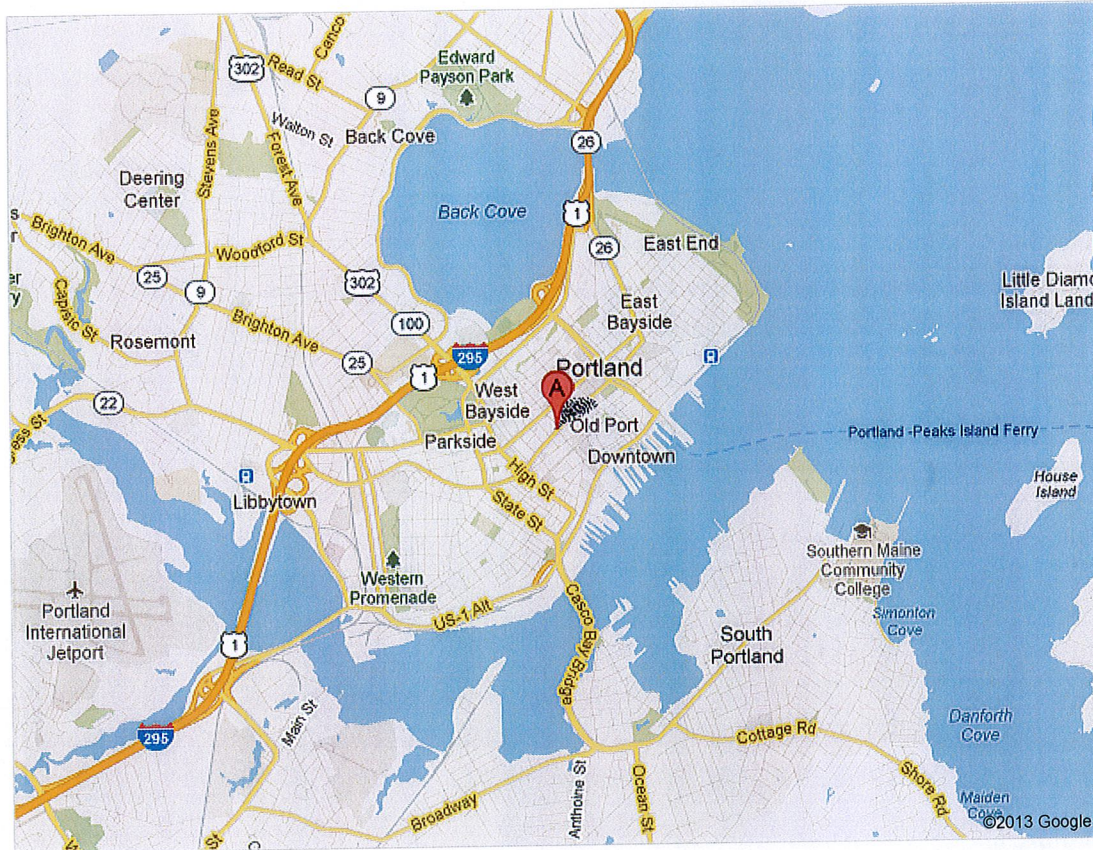 Canco
302
Read St
Edward
Payson Park
9
Walton St
Back Cove
26
Stevens Ave
Forest Ave
Deering
Center
Back Cove
1
East End
Brighton Ave
Woodford St
26
25
302
9
Little Diamo
Island Land
Capisic St
East
Bayside
Rosemont
Brighton Ave
100
25
295
1
Portland
A
West
Bayside
22
Old Port
Parkside
Portland -Peaks Island Ferry
ess St
Downtown
High St
House
Island
Libbytown
State St
Southern Maine
Community
College
Western
Promenade
Portland
International
Jetport
US-1 Alt
Casco Bay Bridge
Simonton
Cove
1
South
Portland
Main St
295
Danforth
Cove
Cottage Rd
Shore Rd
Broadway
Anthoine St
Ocean St
Maiden
Cove
St
©2013 Google